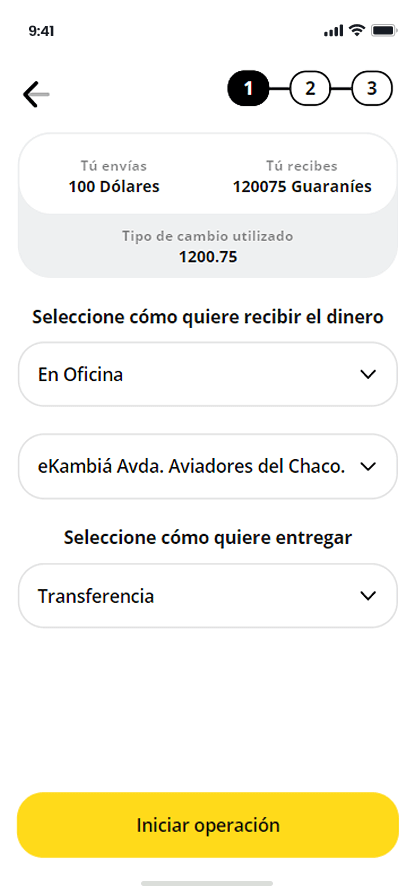 9:41
1 2 3
Tú envías Tú recibes
100 Dólares 120075 Guaraníes
Tipo de cambio utilizado
1200.75
Seleccione cómo quiere recibir el dinero
En Oficina
eKambiá Avda. Aviadores del Chaco.
Seleccione cómo quiere entregar
Transferencia
Iniciar operación